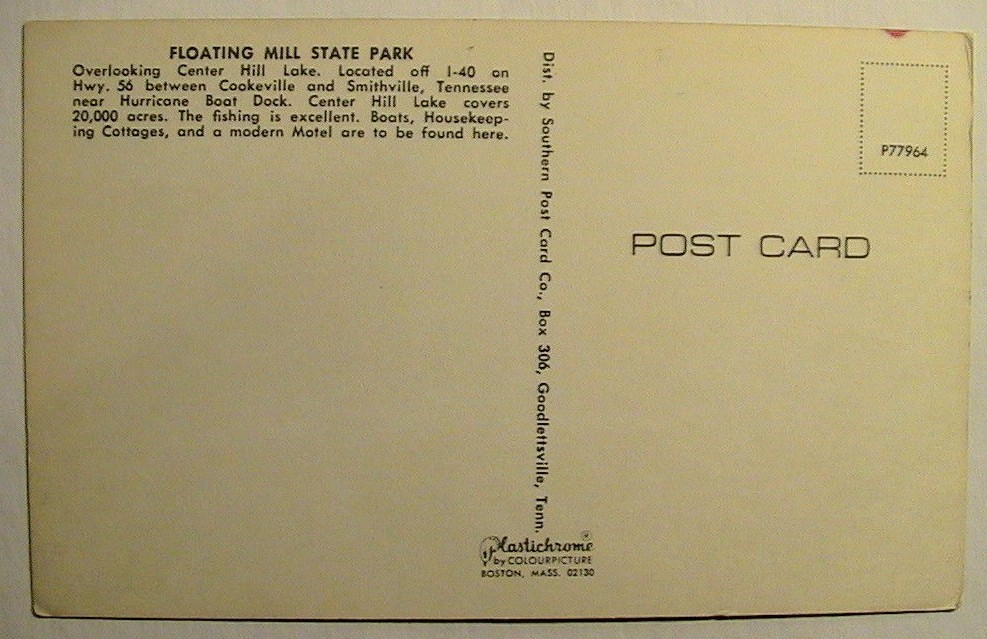 FLOATING MILL STATE PARK
Overlooking Center Hill Lake. Located off I-40 on
Hwy. 56 between Cookeville and Smithville, Tennessee
near Hurricane Boat Dock. Center Hill Lake covers
20,000 acres. The fishing is excellent. Boats, Housekeep-
ing Cottages, and a modern Motel are to be found here.
Dist. by Southern Post Card Co., Box 306, Goodlettsville, Tenn.
P77964
POST CARD
Plastichrome®
by COLOURPICTURE
BOSTON, MASS. 02130